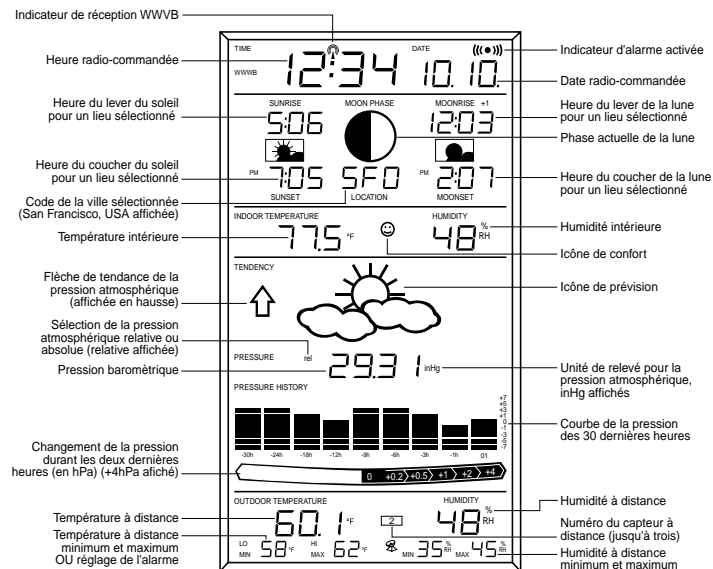 Indicateur de réception WWVB
Heure radio-commandée
Heure du lever du soleil
pour un lieu sélectionné
Heure du coucher du soleil
pour un lieu sélectionné
Code de la ville sélectionnée
(San Francisco, USA affichée)
Température intérieure
Flèche de tendance de la
pression atmosphérique
(affichée en hausse)
Sélection de la pression
atmosphérique relative ou
absolue (relative affichée)
Pression baromètrique
Changement de la pression
durant les deux dernières
heures (en hPa) (+4hPa afiché)
Température à distance
Température à distance
minimum et maximum
OU réglage de l'alarme
TIME
DATE
WWWB
12:34
10. 10.
SUNRISE
MOON PHASE
MOONRISE +1
5:06
12:03
PM 7:05
SFO
PM 2:07
SUNSET
LOCATION
MOONSET
INDOOR TEMPERATURE
HUMIDITY
77.5 °F
48 % RH
TENDENCY
PRESSURE
rel
29.31 inHg
PRESSURE HISTORY
+7
+5
+3
+1
0
-1
-3
-5
-7
-30h -24h -18h -12h -9h -6h -3h -1h 01
0 +0.2 +0.5 +1 +2 +4
OUTDOOR TEMPERATURE
HUMIDITY
60.1 °F
2
48 % RH
LO
MIN 58 °F
HI
MAX 62 °F
MIN 35 % RH
MAX 45 % RH
Indicateur d'alarme activée
Date radio-commandée
Heure du lever de la lune
pour un lieu sélectionné
Phase actuelle de la lune
Heure du coucher de la lune
pour un lieu sélectionné
Humidité intérieure
Icône de confort
Icône de prévision
Unité de relevé pour la
pression atmosphérique,
inHg affichés
Courbe de la pression
des 30 dernières heures
Humidité à distance
Numéro du capteur à
distance (jusqu'à trois)
Humidité à distance
minimum et maximum